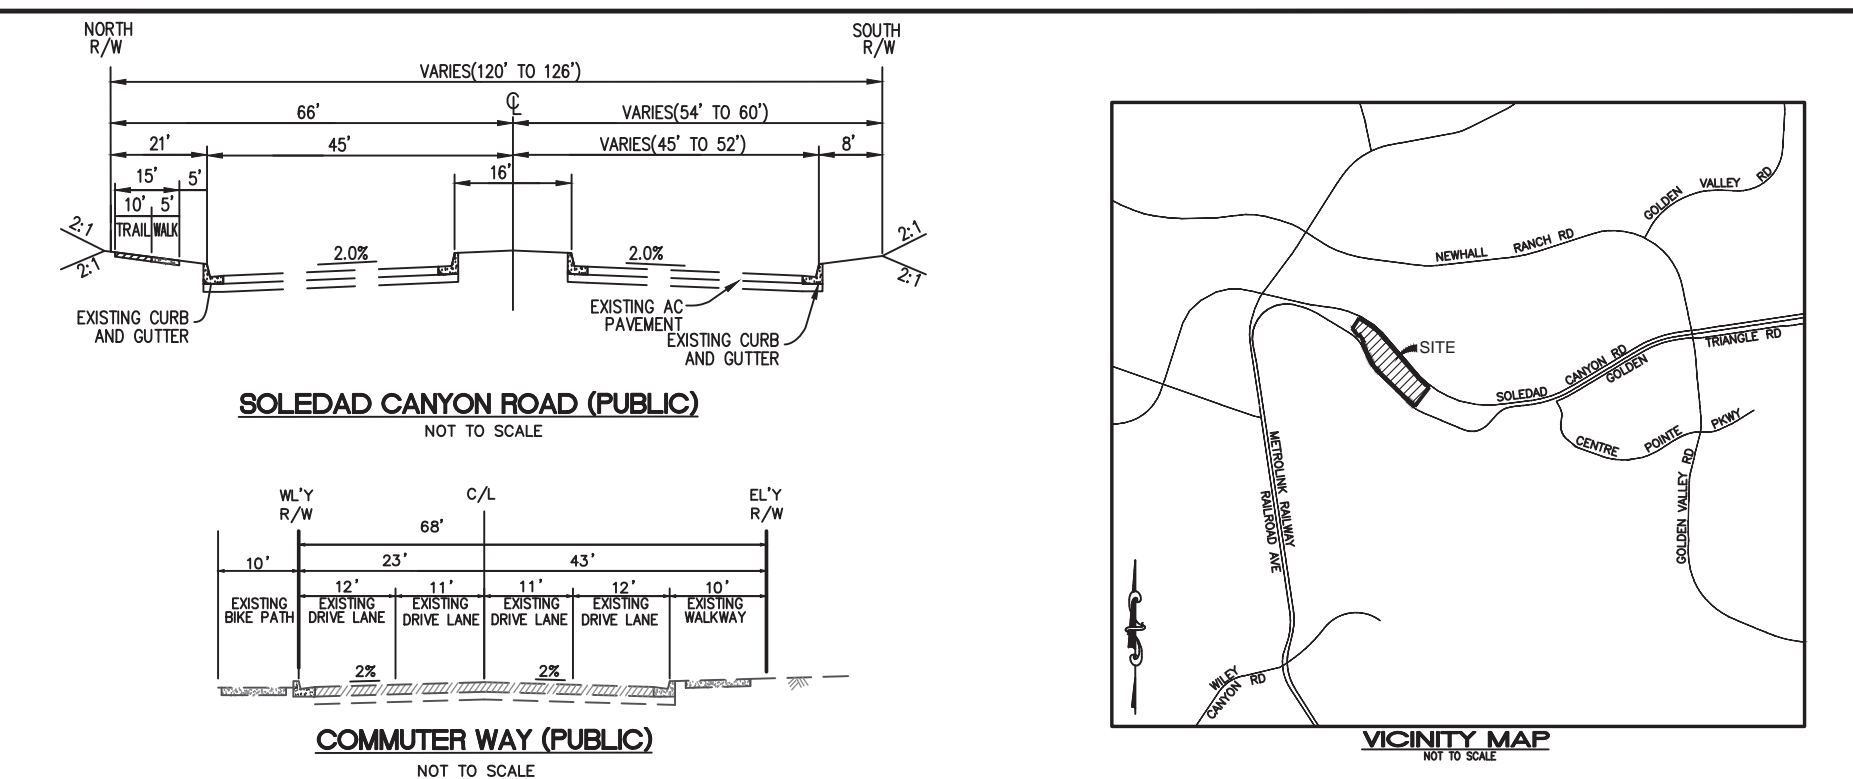 NORTH
R/W
SOUTH
R/W
VARIES(120' TO 126')
℄
66'
VARIES(54' TO 60')
21'
45'
VARIES(45' TO 52')
8'
15'
5'
16'
10'
5'
TRAIL
WALK
2:1
2:1
2.0%
2.0%
2:1
2:1
EXISTING CURB
AND GUTTER
EXISTING AC
PAVEMENT
EXISTING CURB
AND GUTTER
SOLEDAD CANYON ROAD (PUBLIC)
NOT TO SCALE
WL'Y
R/W
C/L
EL'Y
R/W
68'
10'
23'
43'
12'
11'
11'
12'
10'
EXISTING
BIKE PATH
EXISTING
DRIVE LANE
EXISTING
DRIVE LANE
EXISTING
DRIVE LANE
EXISTING
DRIVE LANE
EXISTING
WALKWAY
2%
2%
COMMUTER WAY (PUBLIC)
NOT TO SCALE
GOLDEN VALLEY RD
NEWHALL RANCH RD
SITE
SOLEDAD CANYON RD
GOLDEN TRIANGLE RD
CENTRE POINTE PKWY
GOLDEN VALLEY RD
METROLINK RAILWAY
RAILROAD AVE
WILEY
CANYON RD
VICINITY MAP
NOT TO SCALE